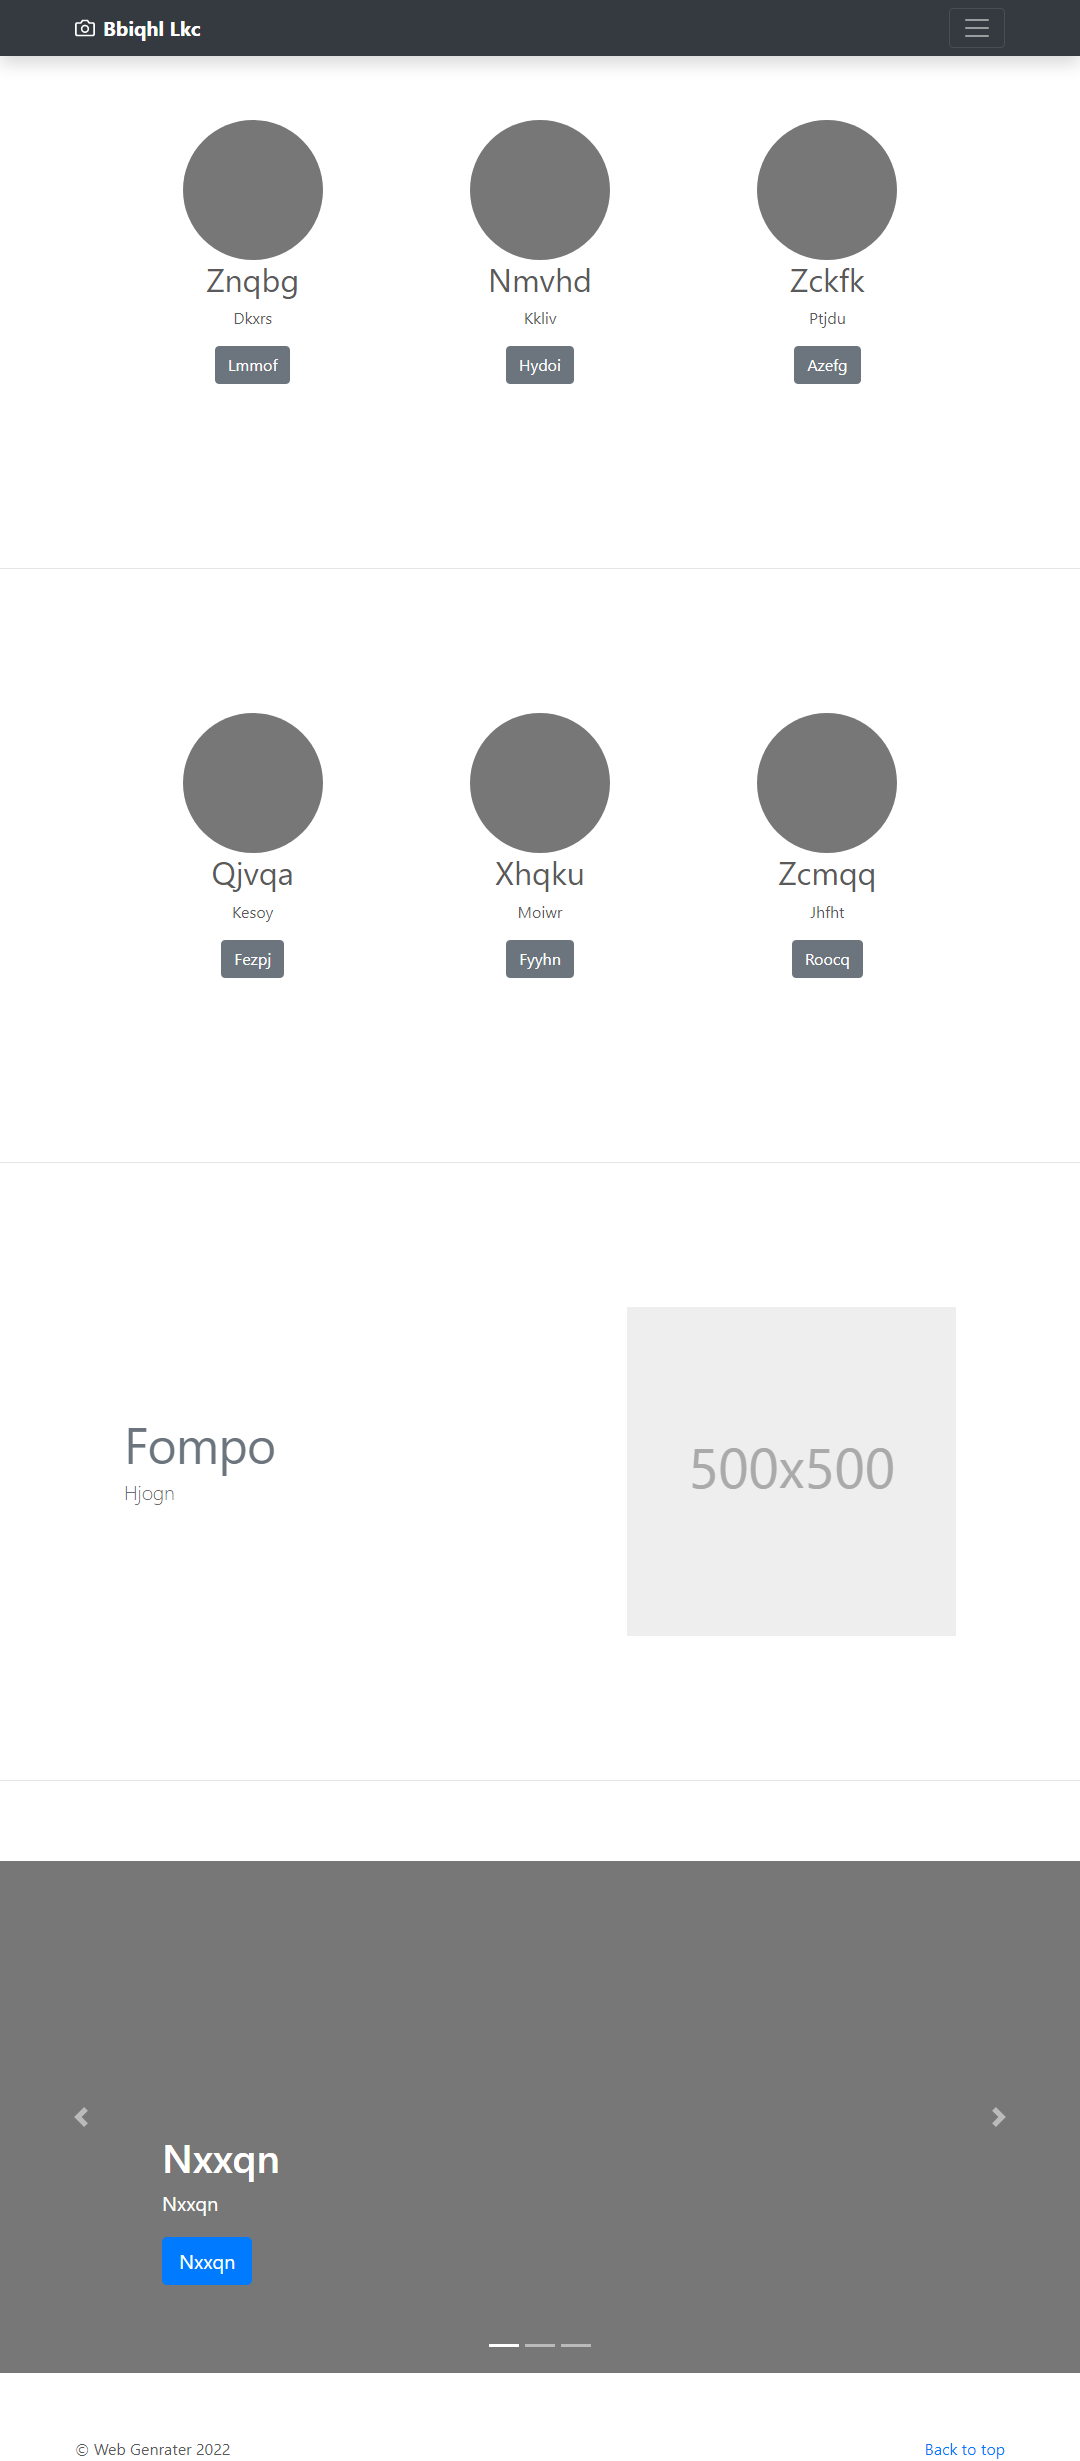 Bbiqhl Lkc
Znqbg
Dkxrs
Lmmof
Nmvhd
Kkliv
Hydoi
Zckfk
Ptjdu
Azefg
Qjvqa
Kesoy
Fezpj
Xhqku
Moiwr
Fyyhn
Zcmqq
Jhfht
Roocq
Fompo
Hjogn
500x500
Nxxqn
Nxxqn
Nxxqn
© Web Genrater 2022
Back to top